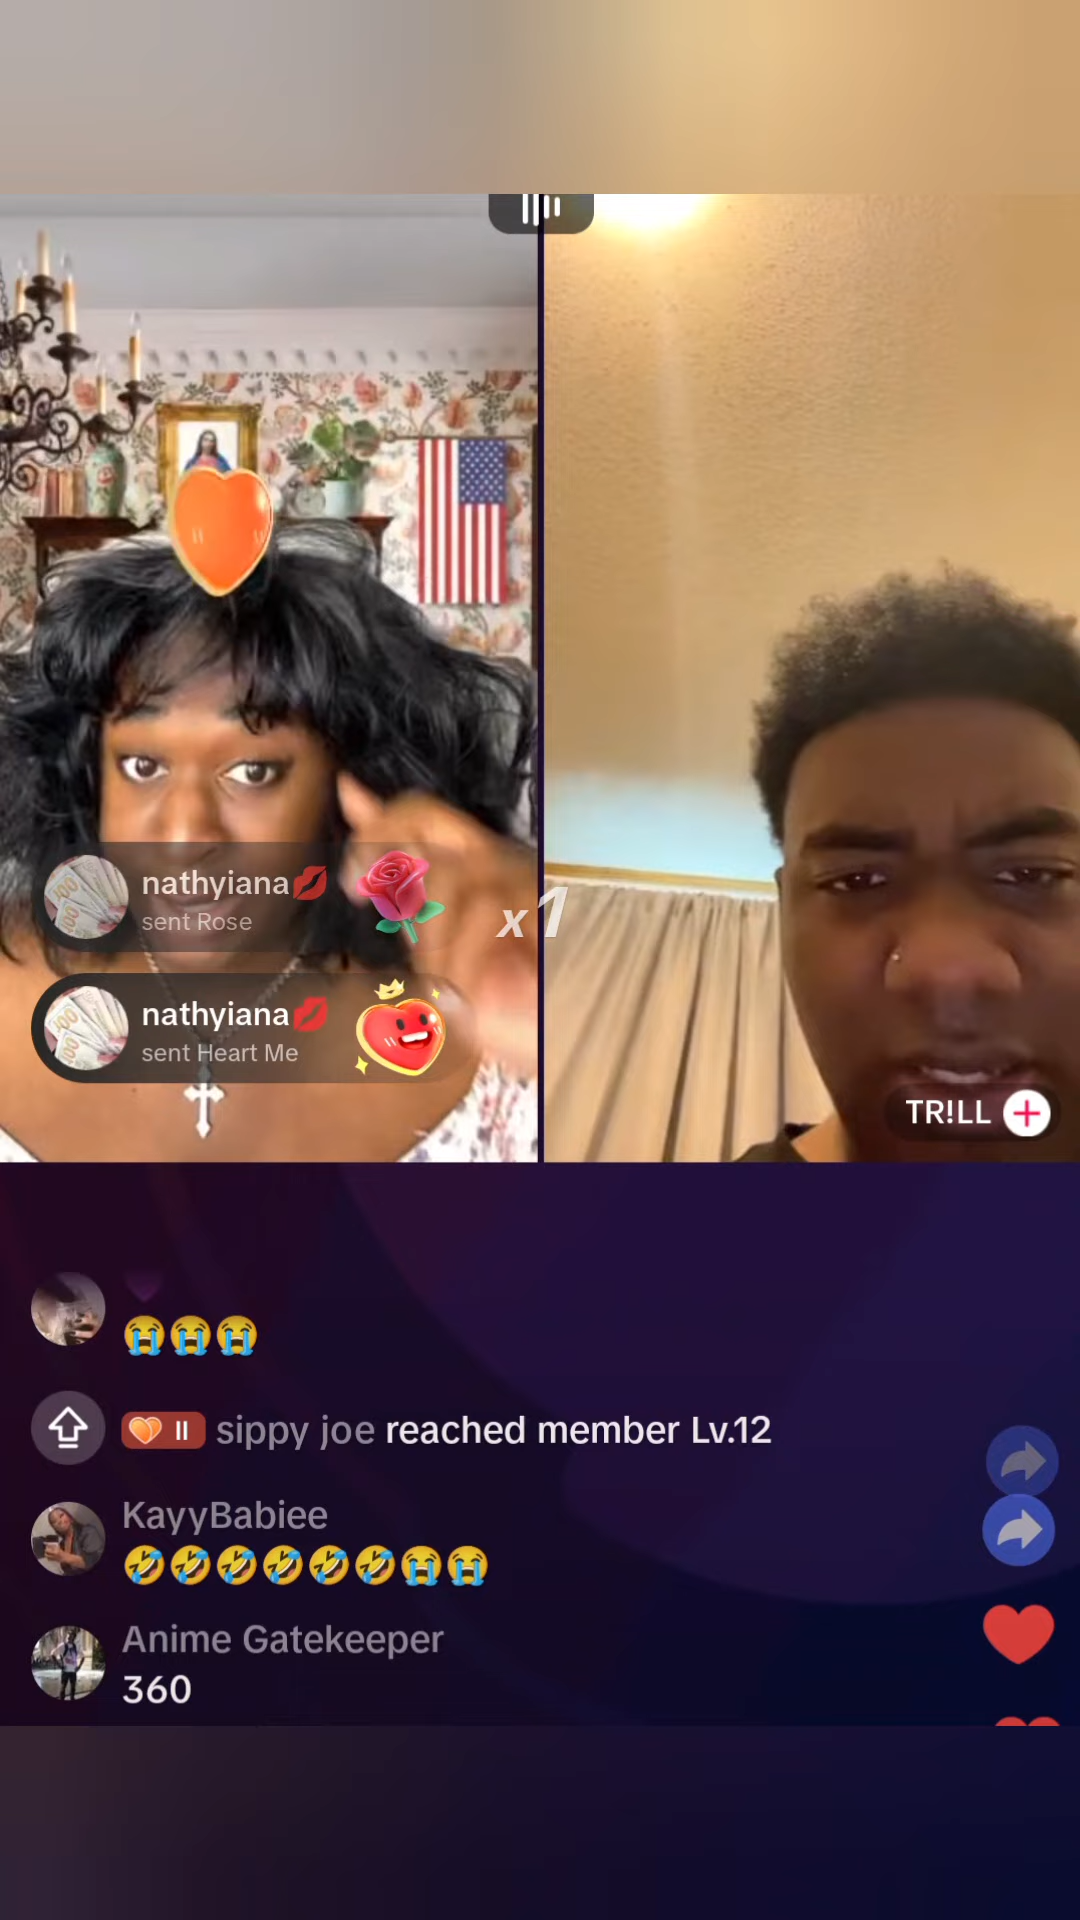 nathyiana💋
sent Rose
x1
nathyiana💋
sent Heart Me
TR!LL
😭😭😭
II sippy joe reached member Lv.12
KayyBabiee
🤣🤣🤣🤣🤣🤣😭😭
Anime Gatekeeper
360